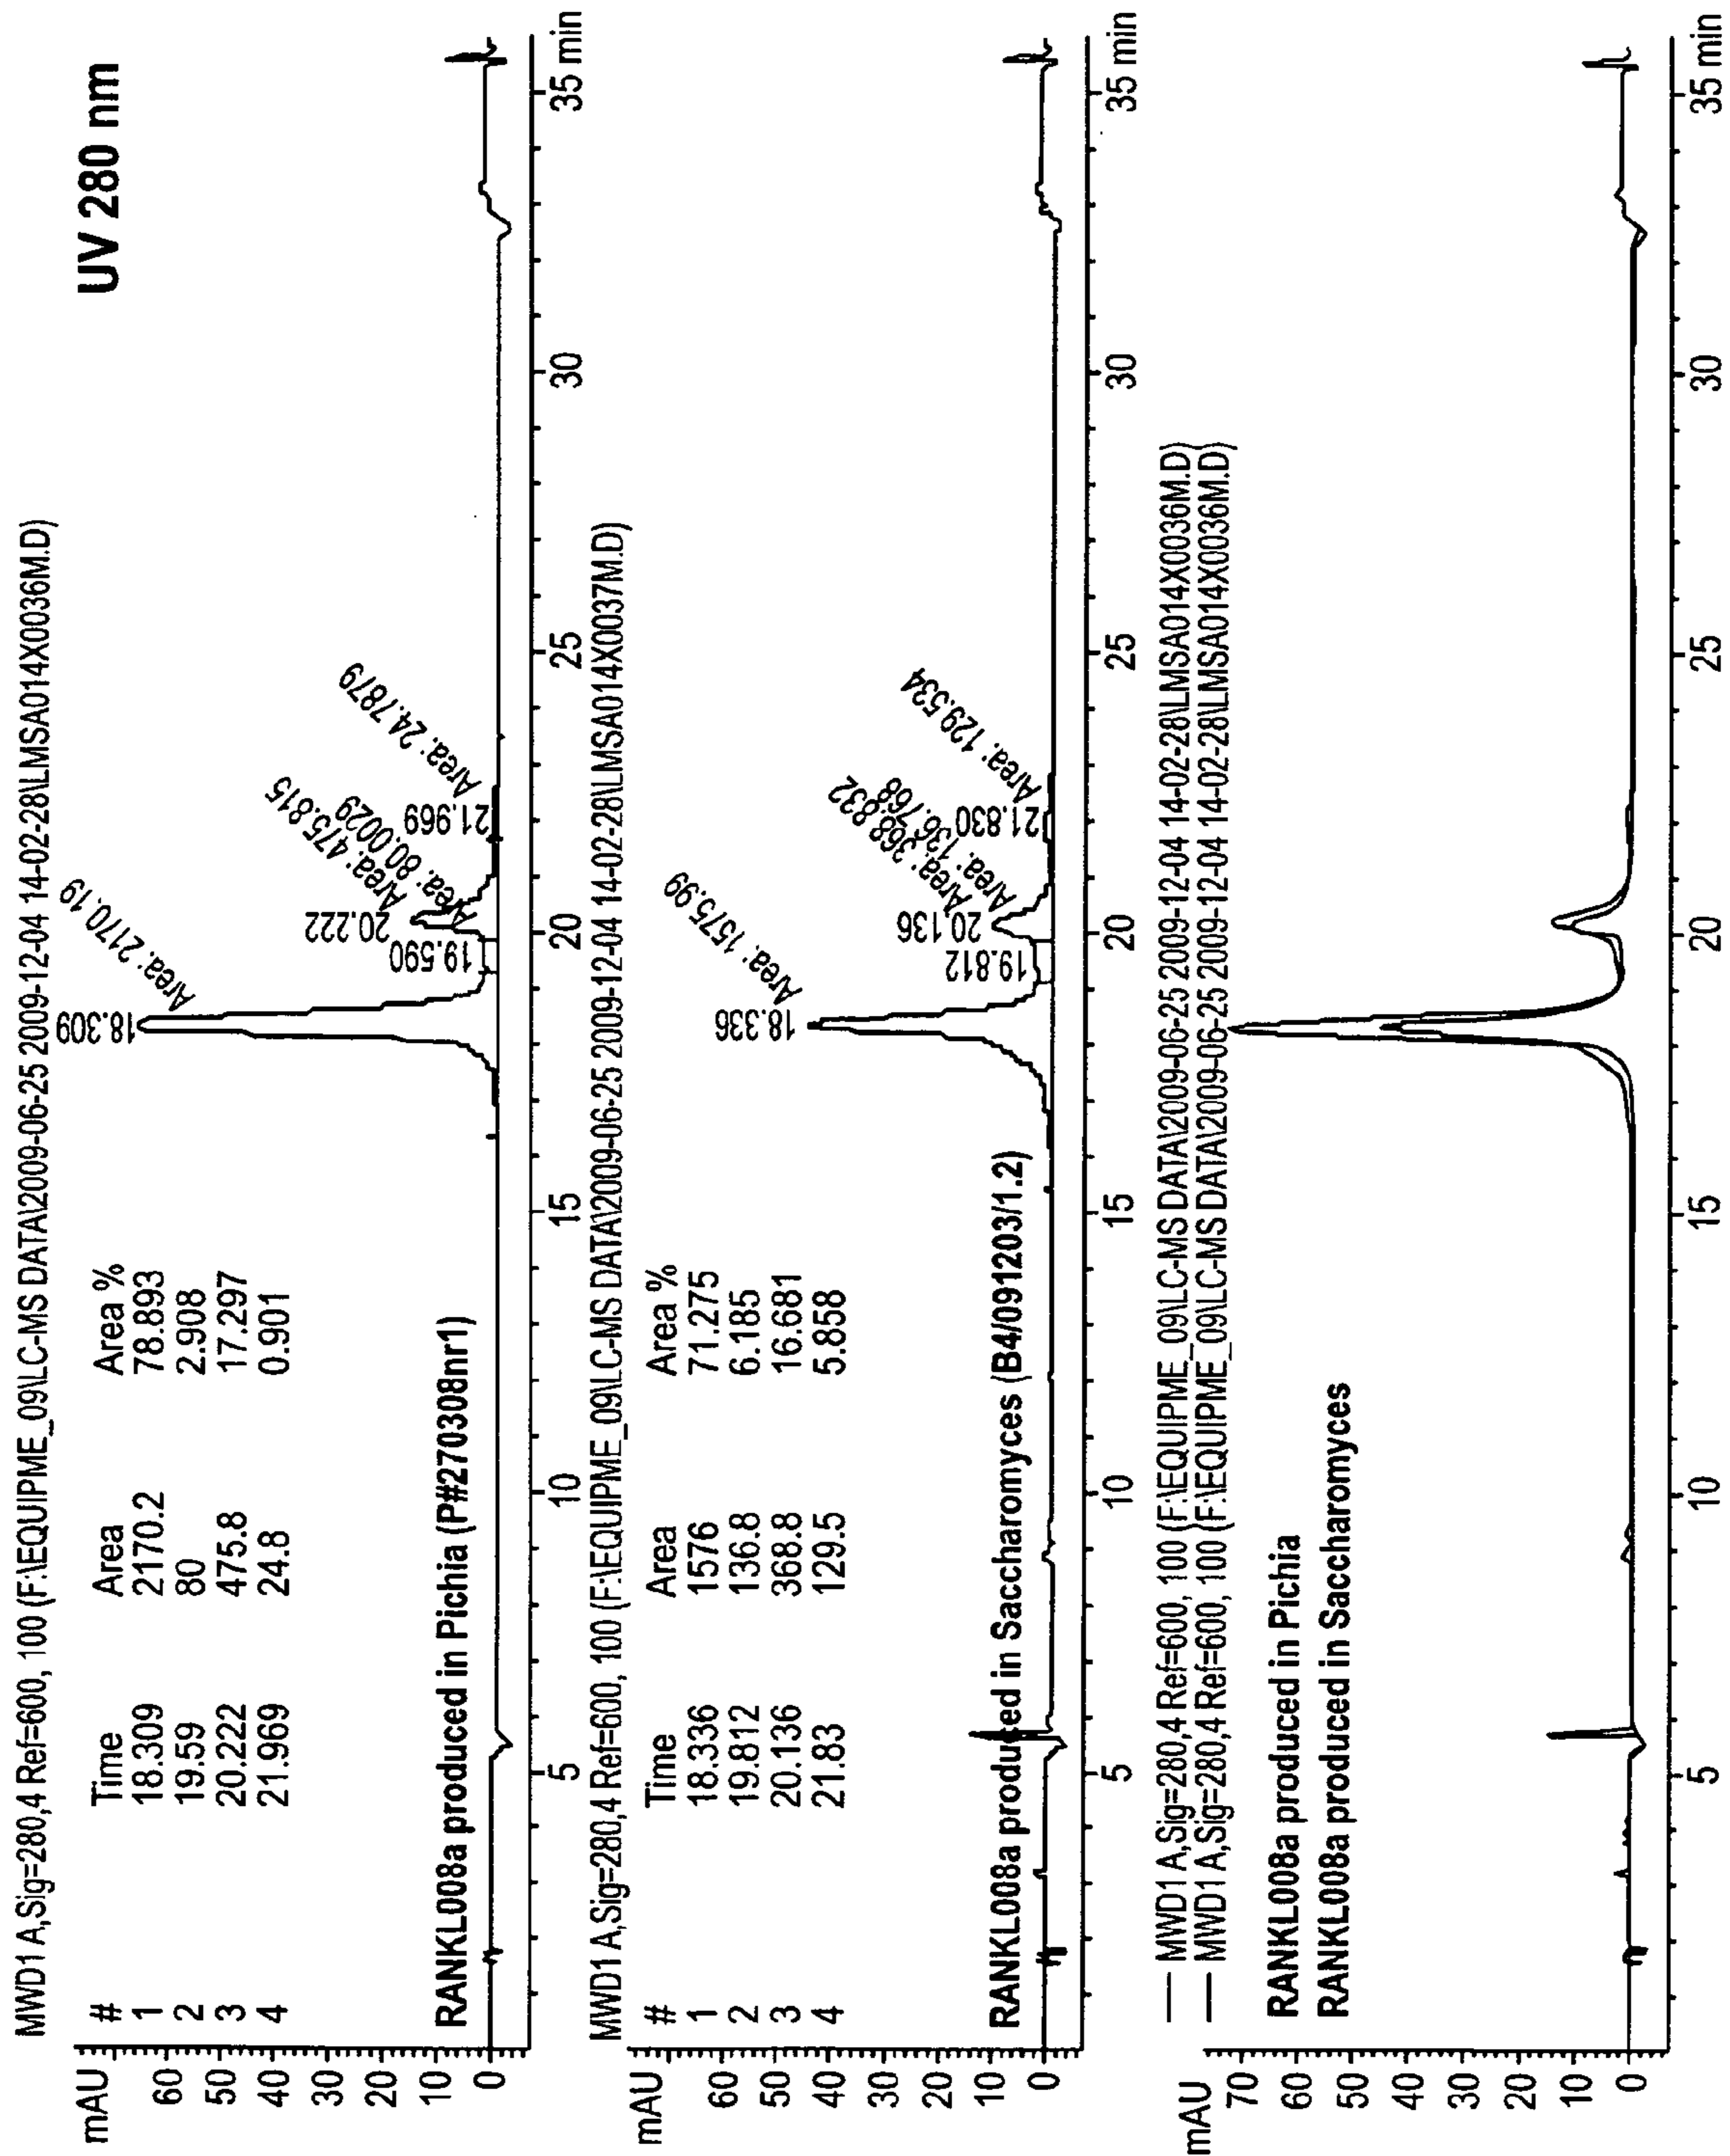 UV 280 nm
MWD1 A,Sig=280,4 Ref=600, 100 (F:\EQUIPME_09\LC-MS DATA\2009-06-25 2009-12-04 14-02-28\LMSA014X0036M.D)
mAU
# Time Area Area %
1 18.309 2170.2 78.893
2 19.59 80 2.908
3 20.222 475.8 17.297
4 21.969 24.8 0.901
RANKL008a produced in Pichia (P#270308nr1)
60
50
40
30
20
10
0
18.309
Area: 2170.19
19.590
Area: 80.0029
20.222
Area: 475.815
21.969
Area: 24.7879
5 10 15 20 25 30 35 min
MWD1 A,Sig=280,4 Ref=600, 100 (F:\EQUIPME_09\LC-MS DATA\2009-06-25 2009-12-04 14-02-28\LMSA014X0037M.D)
mAU
# Time Area Area %
1 18.336 1576 71.275
2 19.812 136.8 6.185
3 20.136 368.8 16.681
4 21.83 129.5 5.858
RANKL008a produced in Saccharomyces (B4/091203/1.2)
60
50
40
30
20
10
0
18.336
Area: 1575.99
19.812
Area: 136.768
20.136
Area: 368.832
21.830
Area: 129.534
5 10 15 20 25 30 35 min
MWD1 A,Sig=280,4 Ref=600, 100 (F:\EQUIPME_09\LC-MS DATA\2009-06-25 2009-12-04 14-02-28\LMSA014X0036M.D)
MWD1 A,Sig=280,4 Ref=600, 100 (F:\EQUIPME_09\LC-MS DATA\2009-06-25 2009-12-04 14-02-28\LMSA014X0036M.D)
mAU
RANKL008a produced in Pichia
RANKL008a produced in Saccharomyces
70
60
50
40
30
20
10
0
5 10 15 20 25 30 35 min